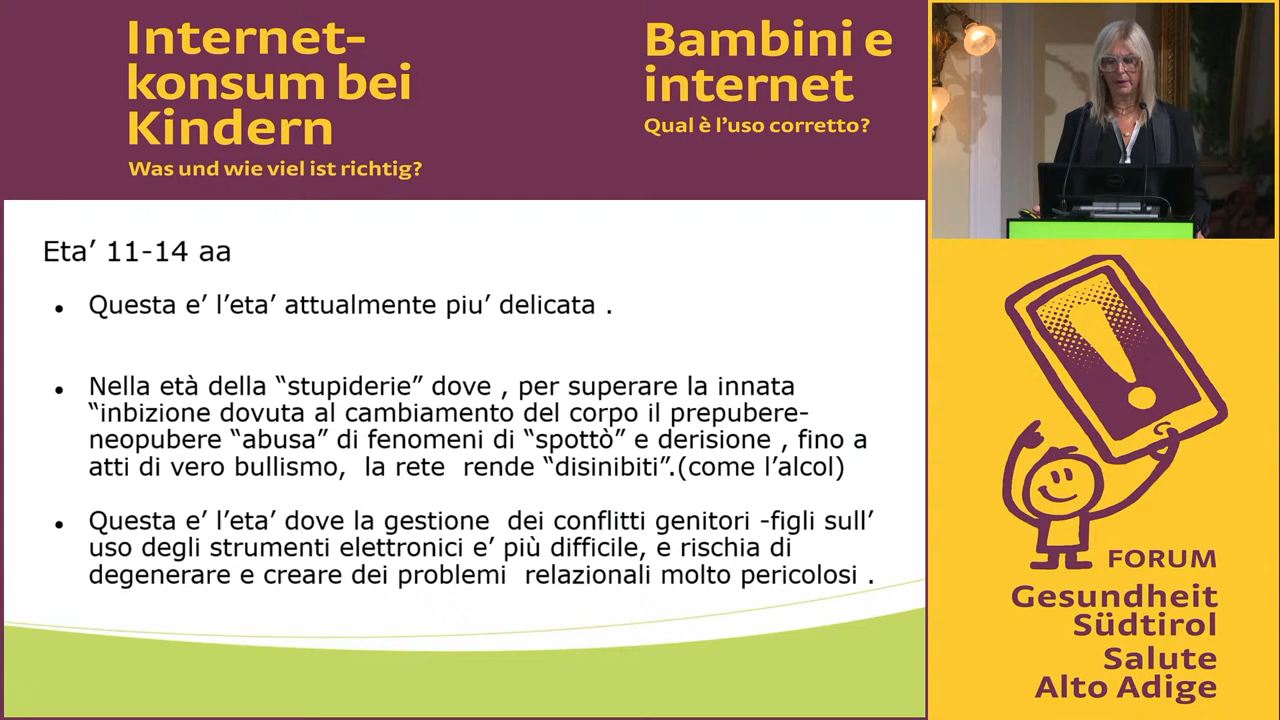 Internet-
konsum bei
Kindern
Was und wie viel ist richtig?
Bambini e
internet
Qual è l'uso corretto?
Eta' 11-14 aa
• Questa e' l'eta' attualmente piu' delicata .
• Nella età della “stupiderie” dove , per superare la innata
“inbizione dovuta al cambiamento del corpo il prepubere-
neopubere “abusa” di fenomeni di “spottò” e derisione , fino a
atti di vero bullismo, la rete rende “disinibiti”.(come l'alcol)
• Questa e' l'eta' dove la gestione dei conflitti genitori -figli sull'
uso degli strumenti elettronici e' più difficile, e rischia di
degenerare e creare dei problemi relazionali molto pericolosi .
FORUM
Gesundheit
Südtirol
Salute
Alto Adige